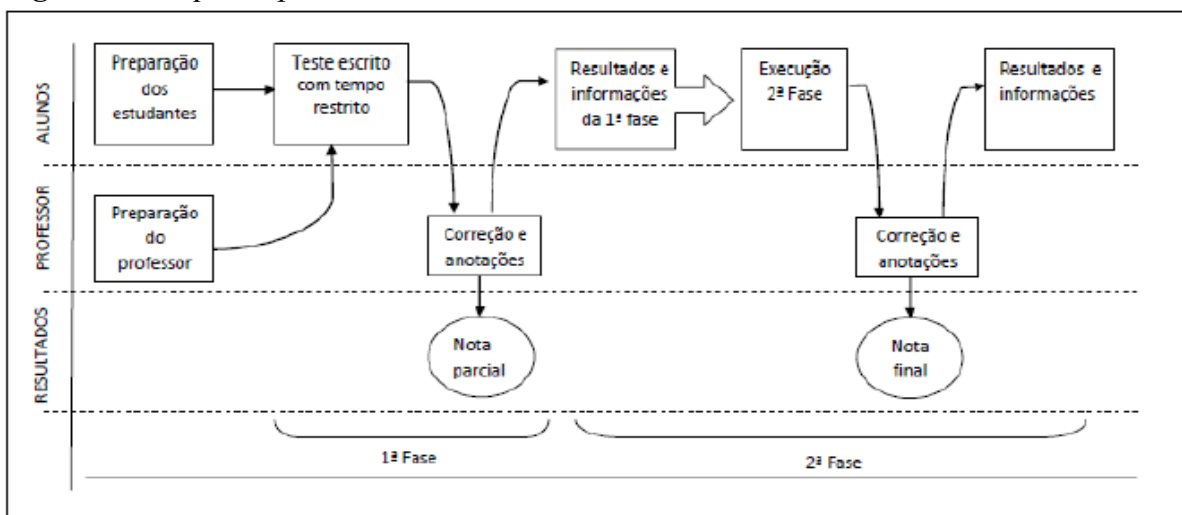 ALUNOS
Preparação
dos
estudantes
Teste escrito
com tempo
restrito
Resultados e
informações
da 1ª fase
Execução
2ª Fase
Resultados e
informações
PROFESSOR
Preparação
do
professor
Correção e
anotações
Correção e
anotações
RESULTADOS
Nota
parcial
Nota
final
1ª Fase
2ª Fase